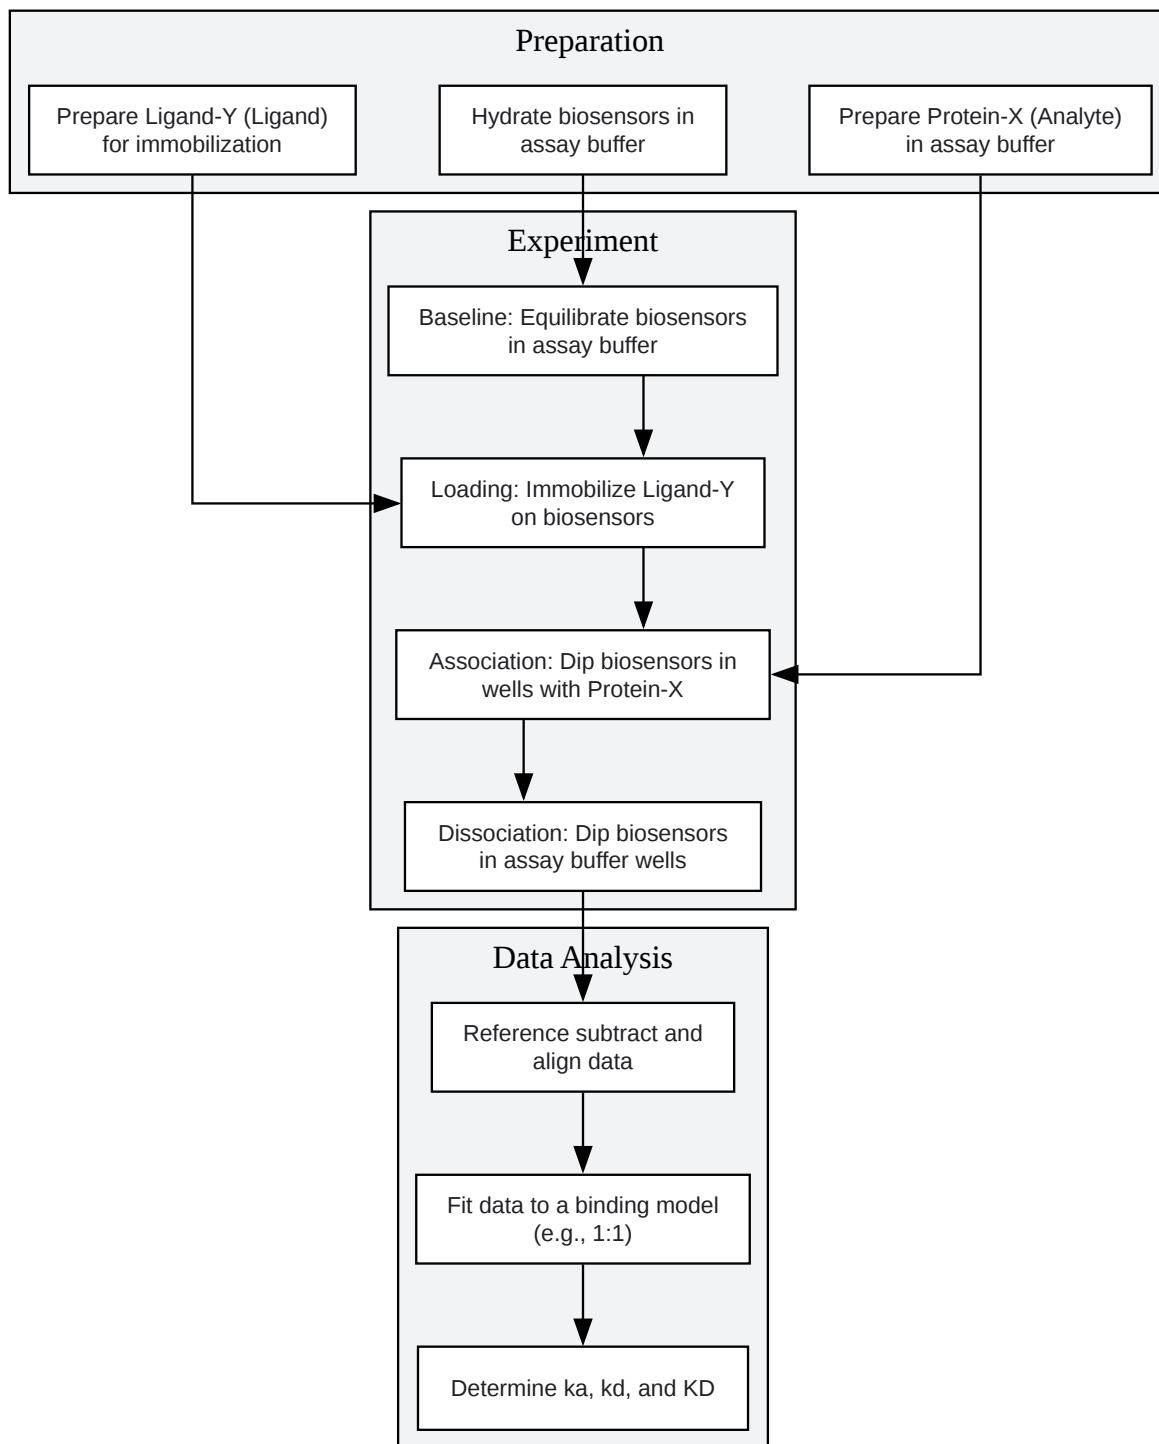 Preparation
Prepare Ligand-Y (Ligand)
for immobilization
Hydrate biosensors in
assay buffer
Prepare Protein-X (Analyte)
in assay buffer
Experiment
Baseline: Equilibrate biosensors
in assay buffer
Loading: Immobilize Ligand-Y
on biosensors
Association: Dip biosensors in
wells with Protein-X
Dissociation: Dip biosensors
in assay buffer wells
Data Analysis
Reference subtract and
align data
Fit data to a binding model
(e.g., 1:1)
Determine ka, kd, and KD